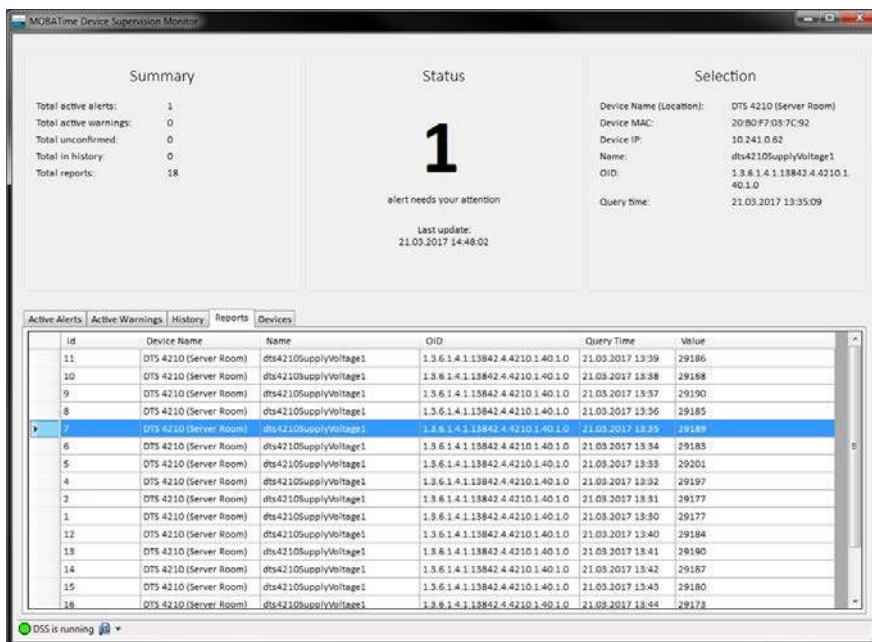 MOBATime Device Supervision Monitor
Summary
Total active alerts: 1
Total active warnings: 0
Total unconfirmed: 0
Total in history: 0
Total reports: 18
Status
1
alert needs your attention
Last update:
21.03.2017 14:48:02
Selection
Device Name (Location): DTS 4210 (Server Room)
Device MAC: 20:B0:F7:03:7C:92
Device IP: 10.241.0.62
Name: dts4210SupplyVoltage1
OID: 1.3.6.1.4.1.13842.4.4210.1.
40.1.0
Query time: 21.03.2017 13:35:09
Active Alerts Active Warnings History Reports Devices
Id Device Name Name OID Query Time Value
11 DTS 4210 (Server Room) dts4210SupplyVoltage1 1.3.6.1.4.1.13842.4.4210.1.40.1.0 21.03.2017 13:39 29186
10 DTS 4210 (Server Room) dts4210SupplyVoltage1 1.3.6.1.4.1.13842.4.4210.1.40.1.0 21.03.2017 13:38 29168
9 DTS 4210 (Server Room) dts4210SupplyVoltage1 1.3.6.1.4.1.13842.4.4210.1.40.1.0 21.03.2017 13:37 29190
8 DTS 4210 (Server Room) dts4210SupplyVoltage1 1.3.6.1.4.1.13842.4.4210.1.40.1.0 21.03.2017 13:36 29185
7 DTS 4210 (Server Room) dts4210SupplyVoltage1 1.3.6.1.4.1.13842.4.4210.1.40.1.0 21.03.2017 13:35 29189
6 DTS 4210 (Server Room) dts4210SupplyVoltage1 1.3.6.1.4.1.13842.4.4210.1.40.1.0 21.03.2017 13:34 29183
5 DTS 4210 (Server Room) dts4210SupplyVoltage1 1.3.6.1.4.1.13842.4.4210.1.40.1.0 21.03.2017 13:33 29201
4 DTS 4210 (Server Room) dts4210SupplyVoltage1 1.3.6.1.4.1.13842.4.4210.1.40.1.0 21.03.2017 13:32 29197
2 DTS 4210 (Server Room) dts4210SupplyVoltage1 1.3.6.1.4.1.13842.4.4210.1.40.1.0 21.03.2017 13:31 29177
1 DTS 4210 (Server Room) dts4210SupplyVoltage1 1.3.6.1.4.1.13842.4.4210.1.40.1.0 21.03.2017 13:30 29177
12 DTS 4210 (Server Room) dts4210SupplyVoltage1 1.3.6.1.4.1.13842.4.4210.1.40.1.0 21.03.2017 13:40 29184
13 DTS 4210 (Server Room) dts4210SupplyVoltage1 1.3.6.1.4.1.13842.4.4210.1.40.1.0 21.03.2017 13:41 29190
14 DTS 4210 (Server Room) dts4210SupplyVoltage1 1.3.6.1.4.1.13842.4.4210.1.40.1.0 21.03.2017 13:42 29187
15 DTS 4210 (Server Room) dts4210SupplyVoltage1 1.3.6.1.4.1.13842.4.4210.1.40.1.0 21.03.2017 13:43 29180
16 DTS 4210 (Server Room) dts4210SupplyVoltage1 1.3.6.1.4.1.13842.4.4210.1.40.1.0 21.03.2017 13:44 29173
DSS is running